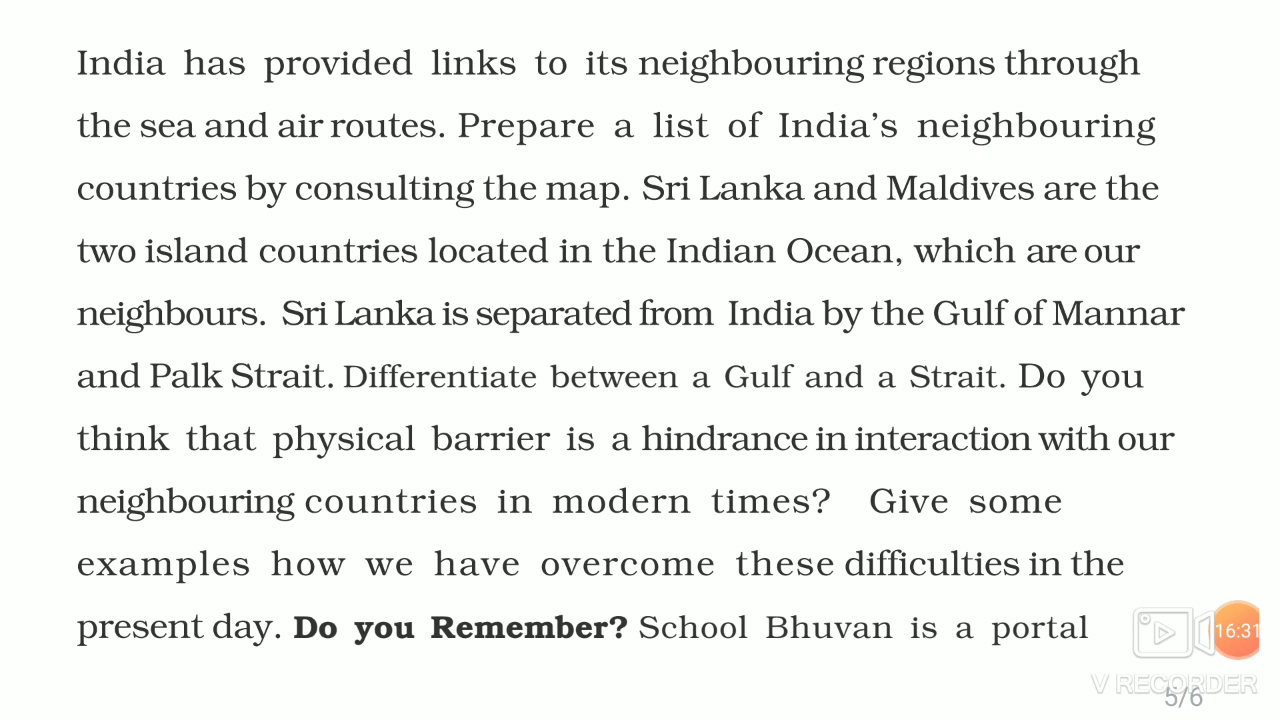 India has provided links to its neighbouring regions through
the sea and air routes. Prepare a list of India’s neighbouring
countries by consulting the map. Sri Lanka and Maldives are the
two island countries located in the Indian Ocean, which are our
neighbours. Sri Lanka is separated from India by the Gulf of Mannar
and Palk Strait. Differentiate between a Gulf and a Strait. Do you
think that physical barrier is a hindrance in interaction with our
neighbouring countries in modern times? Give some
examples how we have overcome these difficulties in the
present day. Do you Remember? School Bhuvan is a portal
16:31
V RECORDER
5/6